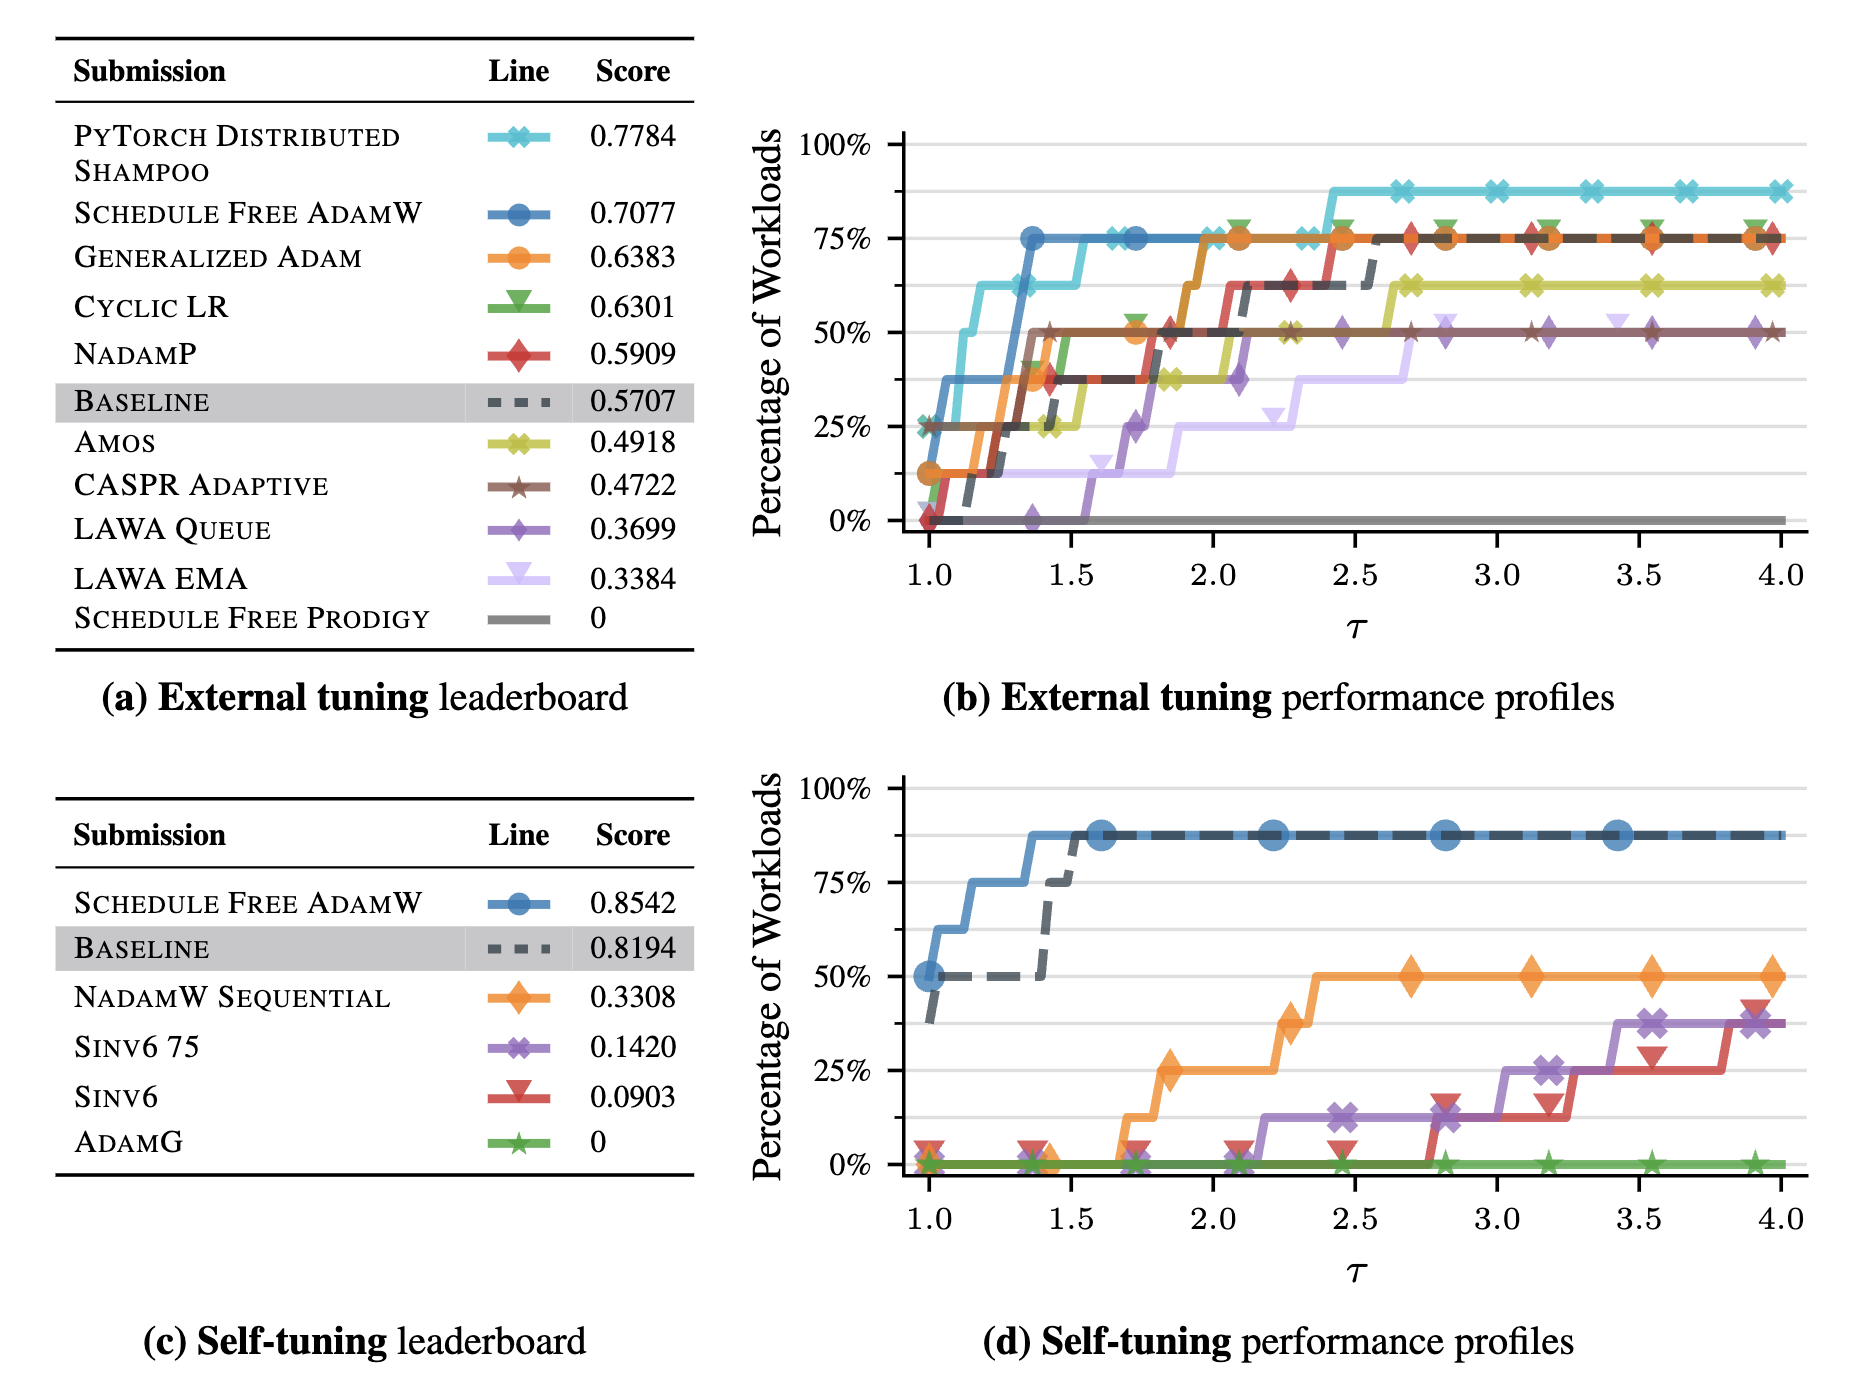 Submission Line Score
PYTORCH DISTRIBUTED 0.7784
SHAMPOO
SCHEDULE FREE ADAMW 0.7077
GENERALIZED ADAM 0.6383
CYCLIC LR 0.6301
NADAMP 0.5909
BASELINE 0.5707
AMOS 0.4918
CASPR ADAPTIVE 0.4722
LAWA QUEUE 0.3699
LAWA EMA 0.3384
SCHEDULE FREE PRODIGY 0
(a) External tuning leaderboard
Percentage of Workloads
100%
75%
50%
25%
0%
1.0 1.5 2.0 2.5 3.0 3.5 4.0
τ
(b) External tuning performance profiles
Submission Line Score
SCHEDULE FREE ADAMW 0.8542
BASELINE 0.8194
NADAMW SEQUENTIAL 0.3308
SINV6 75 0.1420
SINV6 0.0903
ADAMG 0
(c) Self-tuning leaderboard
Percentage of Workloads
100%
75%
50%
25%
0%
1.0 1.5 2.0 2.5 3.0 3.5 4.0
τ
(d) Self-tuning performance profiles